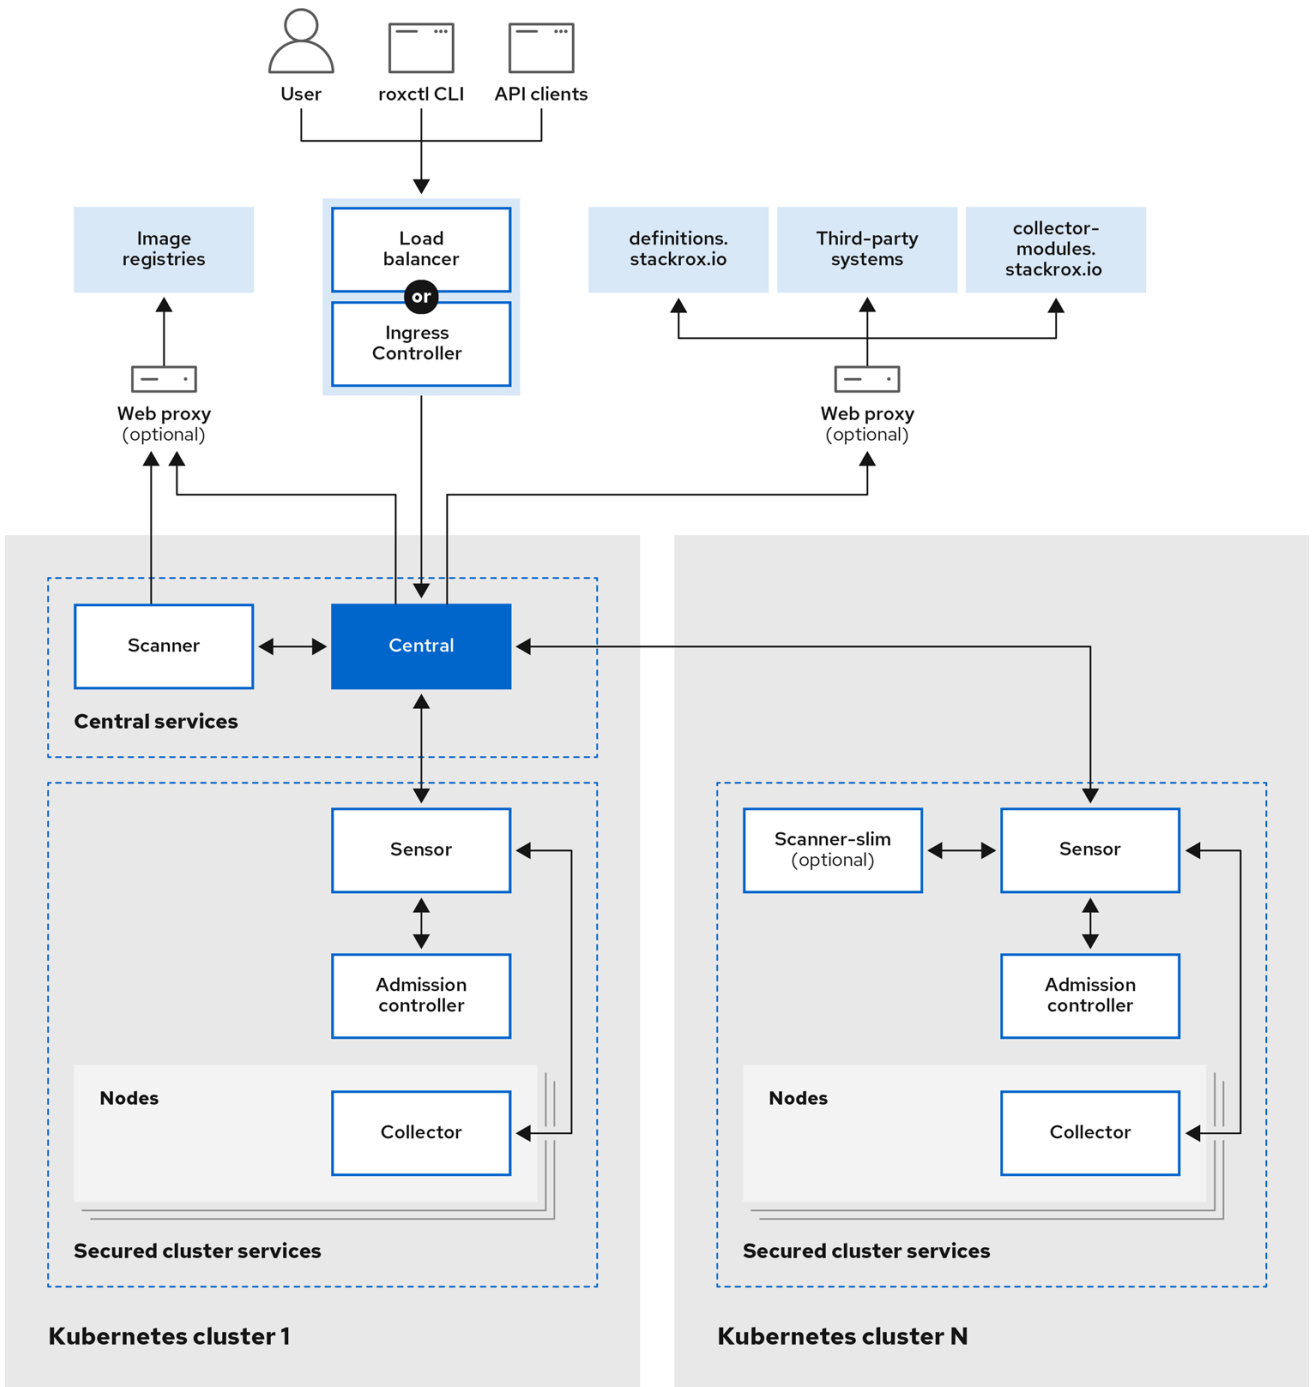 User
roxctl CLI
API clients
Image
registries
Load
balancer
or
Ingress
Controller
definitions.
stackrox.io
Third-party
systems
collector-
modules.
stackrox.io
Web proxy
(optional)
Web proxy
(optional)
Scanner
Central
Central services
Sensor
Admission
controller
Nodes
Collector
Secured cluster services
Kubernetes cluster 1
Scanner-slim
(optional)
Sensor
Admission
controller
Nodes
Collector
Secured cluster services
Kubernetes cluster N